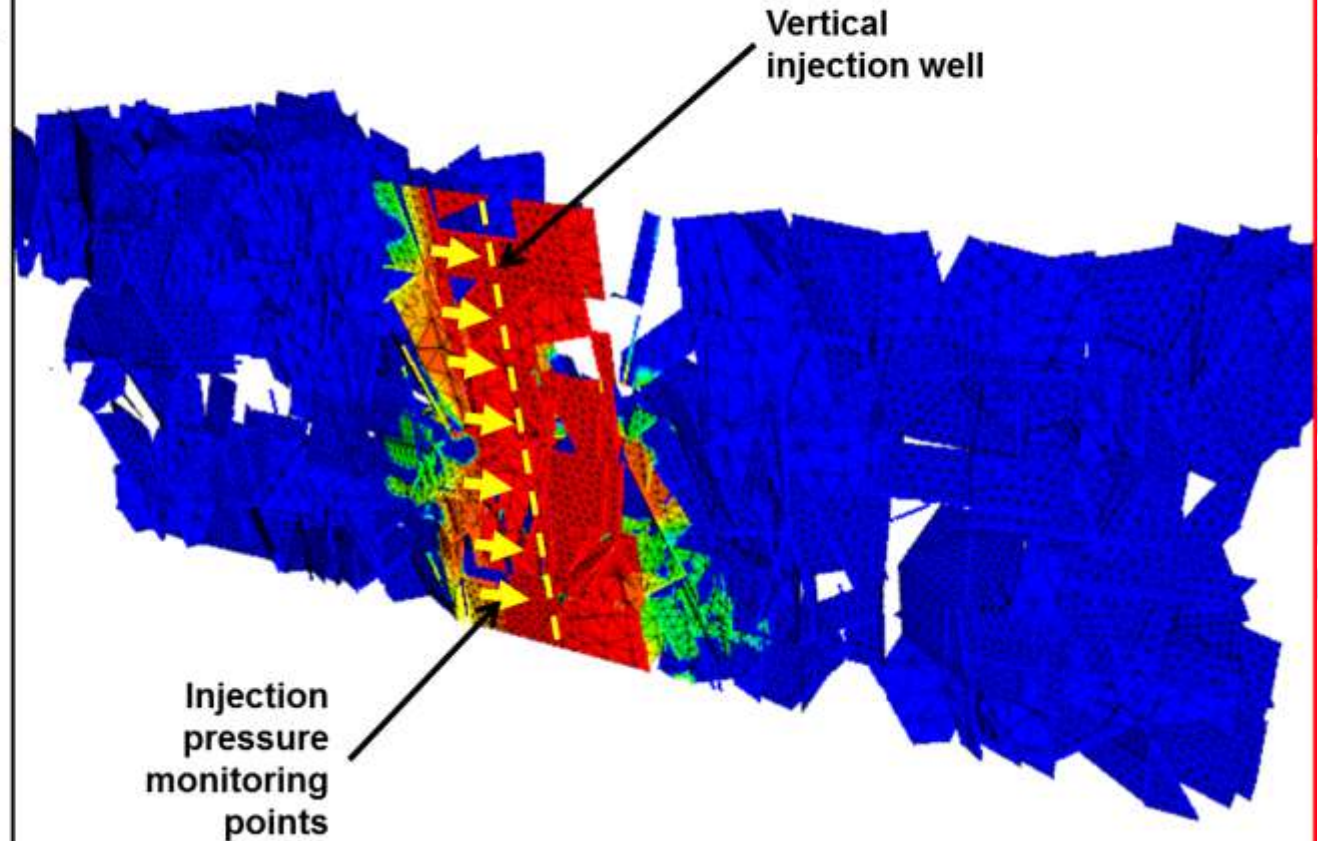 Vertical
injection well
Injection
pressure
monitoring
points